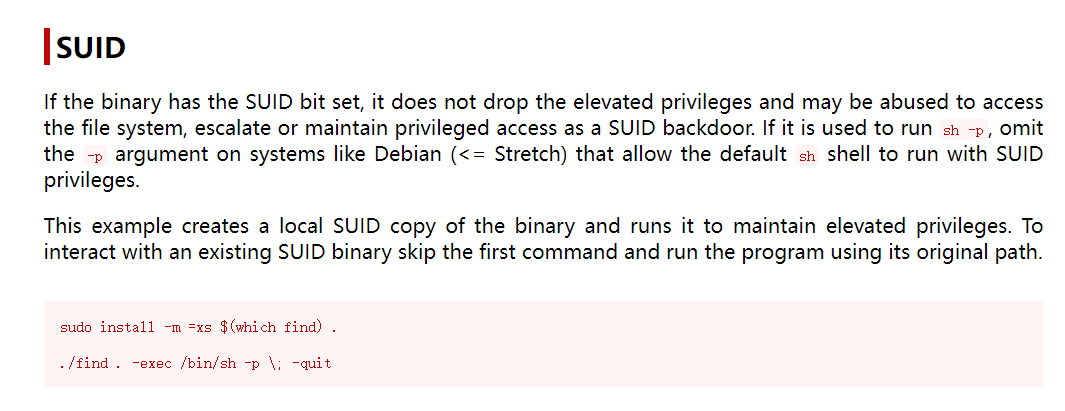 SUID
If the binary has the SUID bit set, it does not drop the elevated privileges and may be abused to access
the file system, escalate or maintain privileged access as a SUID backdoor. If it is used to run sh -p, omit
the -p argument on systems like Debian (<= Stretch) that allow the default sh shell to run with SUID
privileges.
This example creates a local SUID copy of the binary and runs it to maintain elevated privileges. To
interact with an existing SUID binary skip the first command and run the program using its original path.
sudo install -m =xs $(which find) .
./find . -exec /bin/sh -p \; -quit